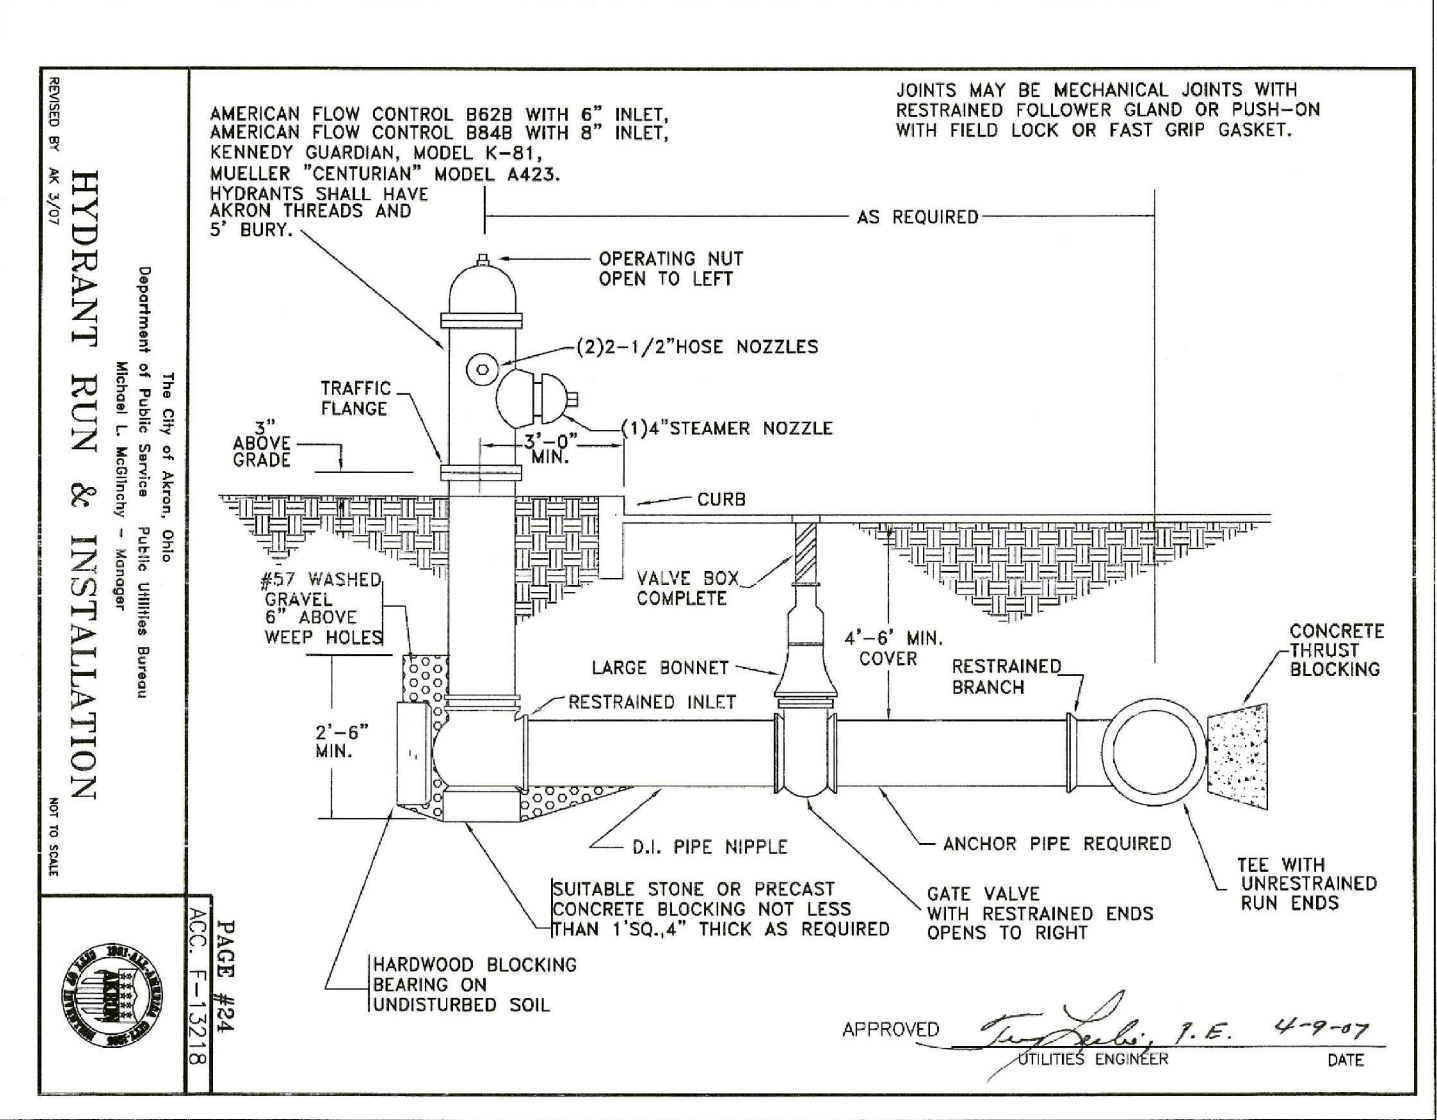 AMERICAN FLOW CONTROL B62B WITH 6" INLET,
AMERICAN FLOW CONTROL B84B WITH 8" INLET,
KENNEDY GUARDIAN, MODEL K-81,
MUELLER "CENTURIAN" MODEL A423.
HYDRANTS SHALL HAVE
AKRON THREADS AND
5' BURY.
JOINTS MAY BE MECHANICAL JOINTS WITH
RESTRAINED FOLLOWER GLAND OR PUSH-ON
WITH FIELD LOCK OR FAST GRIP GASKET.
AS REQUIRED
OPERATING NUT
OPEN TO LEFT
(2)2-1/2"HOSE NOZZLES
TRAFFIC
FLANGE
(1)4"STEAMER NOZZLE
3"
ABOVE
GRADE
3'-0"
MIN.
CURB
#57 WASHED
GRAVEL
6" ABOVE
WEEP HOLES
VALVE BOX
COMPLETE
4'-6' MIN.
COVER
CONCRETE
THRUST
BLOCKING
LARGE BONNET
RESTRAINED
BRANCH
RESTRAINED INLET
2'-6"
MIN.
D.I. PIPE NIPPLE
ANCHOR PIPE REQUIRED
TEE WITH
UNRESTRAINED
RUN ENDS
SUITABLE STONE OR PRECAST
CONCRETE BLOCKING NOT LESS
THAN 1'SQ.,4" THICK AS REQUIRED
GATE VALVE
WITH RESTRAINED ENDS
OPENS TO RIGHT
HARDWOOD BLOCKING
BEARING ON
UNDISTURBED SOIL
APPROVED
P.E. 4-9-07
UTILITIES ENGINEER
DATE
The City of Akron, Ohio
Department of Public Service Public Utilities Bureau
Michael L. McGlinchy - Manager
HYDRANT RUN & INSTALLATION
REVISED BY AK 3/07
NOT TO SCALE
PAGE #24
ACC. F-13218
AKRON